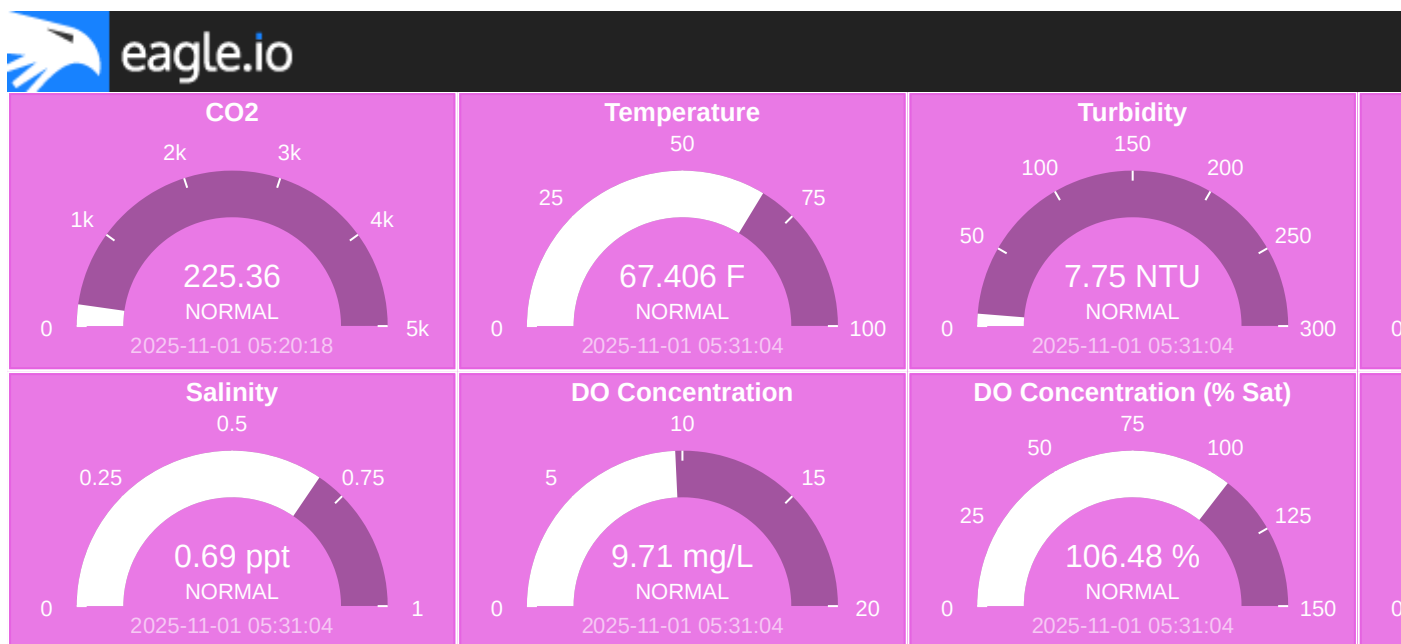 eagle.io
CO2
2k
3k
1k
4k
0
5k
225.36
NORMAL
2025-11-01 05:20:18
Temperature
50
25
75
0
100
67.406 F
NORMAL
2025-11-01 05:31:04
Turbidity
150
100
200
50
250
0
300
7.75 NTU
NORMAL
2025-11-01 05:31:04
0
Salinity
0.5
0.25
0.75
0
1
0.69 ppt
NORMAL
2025-11-01 05:31:04
DO Concentration
10
5
15
0
20
9.71 mg/L
NORMAL
2025-11-01 05:31:04
DO Concentration (% Sat)
75
50
100
25
125
0
150
106.48 %
NORMAL
2025-11-01 05:31:04
0